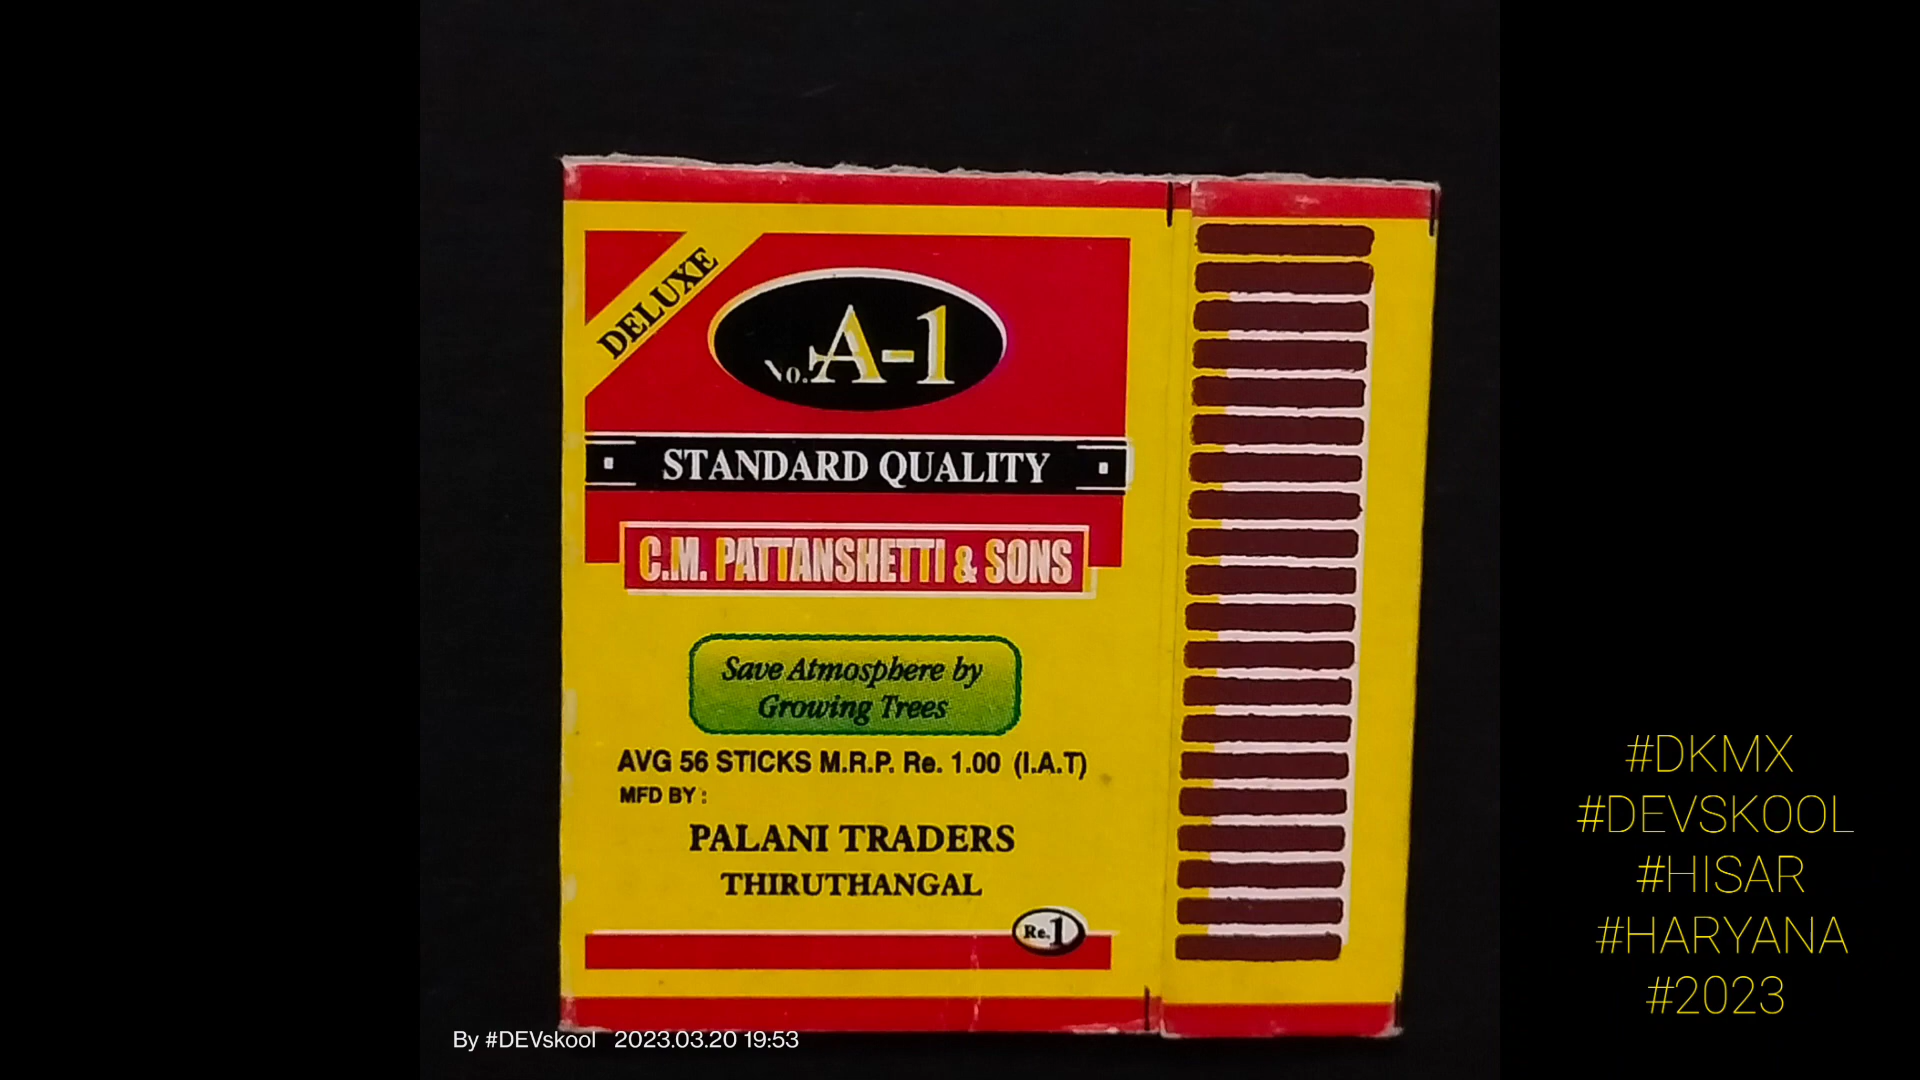 DELUXE
No. A-1
STANDARD QUALITY
C.M. PATTANSHETTI & SONS
Save Atmosphere by
Growing Trees
AVG 56 STICKS M.R.P. Re. 1.00 (I.A.T)
MFD BY :
PALANI TRADERS
THIRUTHANGAL
Re.1
By #DEVskool 2023.03.20 19:53
#DKMX
#DEVSKOOL
#HISAR
#HARYANA
#2023